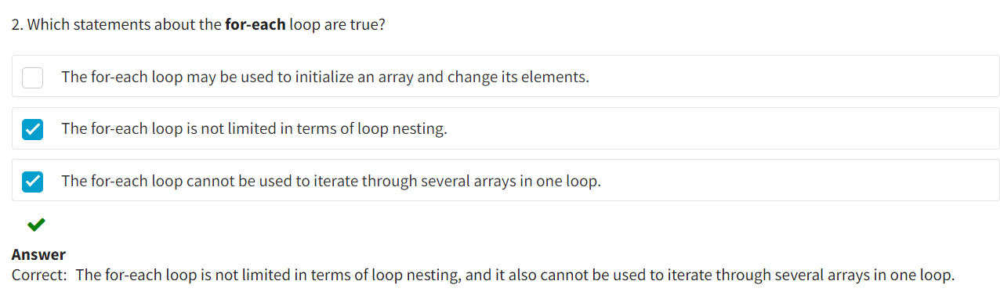 2. Which statements about the for-each loop are true?
The for-each loop may be used to initialize an array and change its elements.
The for-each loop is not limited in terms of loop nesting.
The for-each loop cannot be used to iterate through several arrays in one loop.
Answer
Correct: The for-each loop is not limited in terms of loop nesting, and it also cannot be used to iterate through several arrays in one loop.